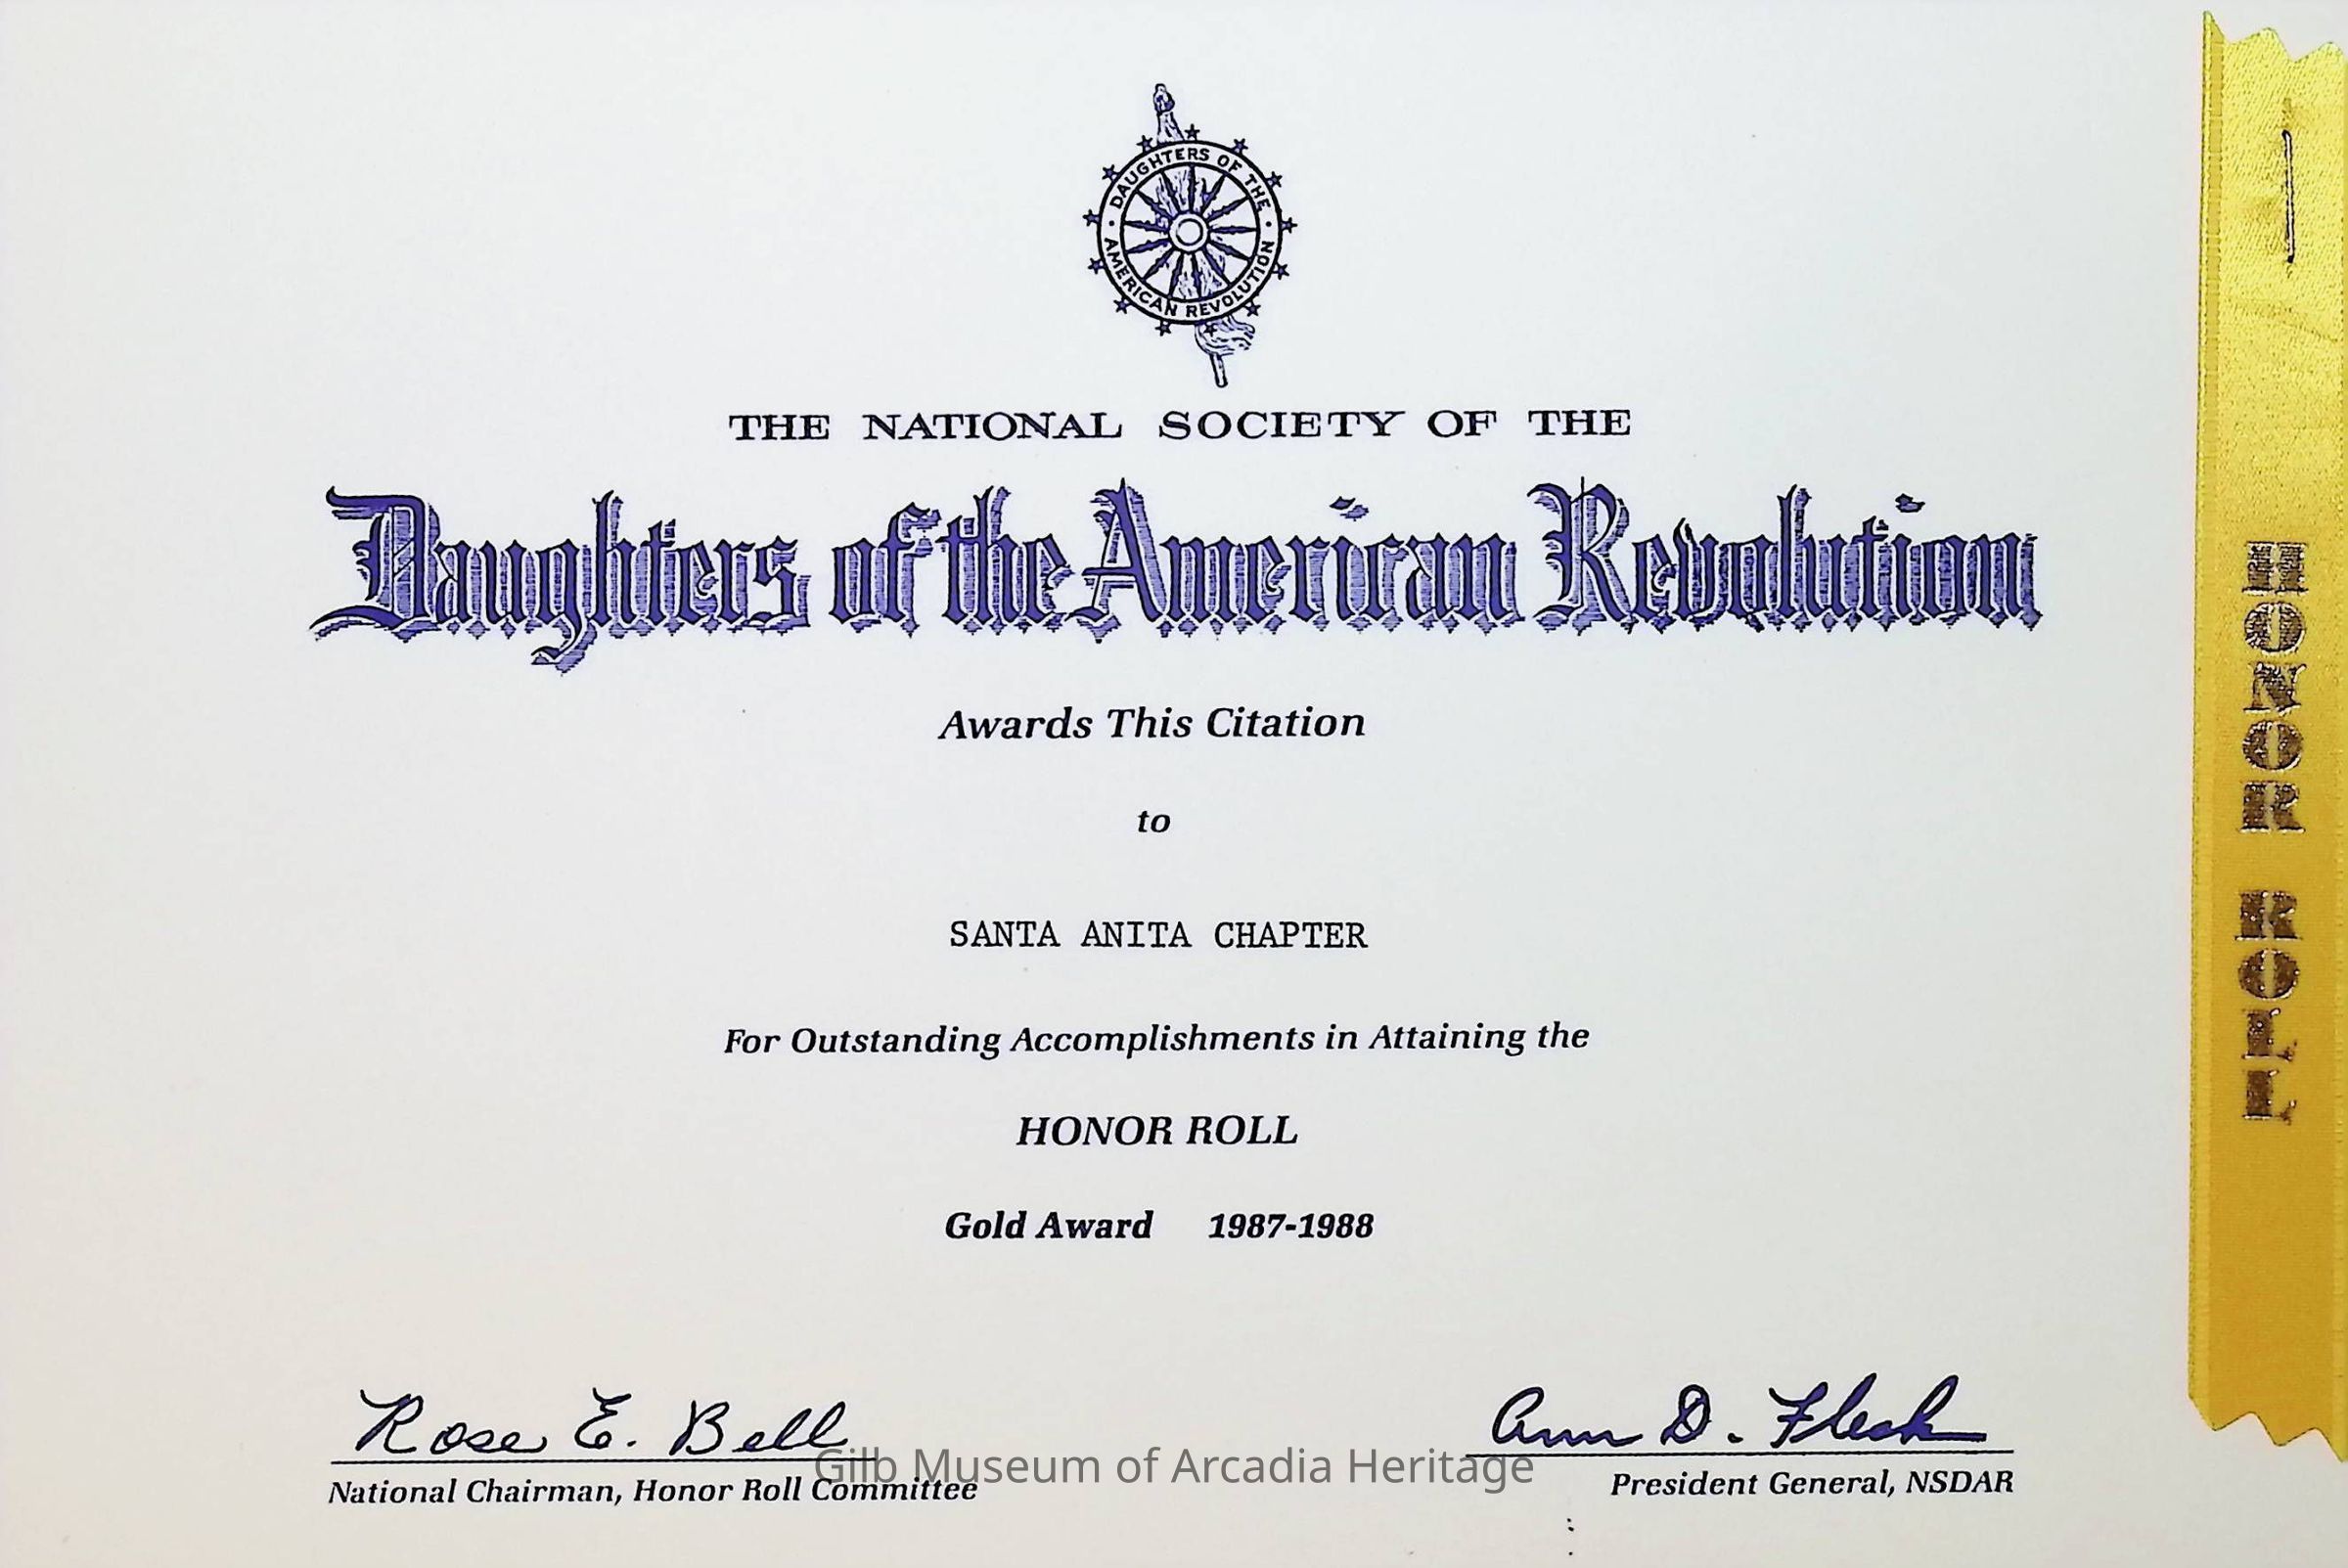 DAUGHTERS OF THE
AMERICAN REVOLUTION
THE NATIONAL SOCIETY OF THE
Daughters of the American Revolution
Awards This Citation
to
SANTA ANITA CHAPTER
For Outstanding Accomplishments in Attaining the
HONOR ROLL
Gold Award 1987-1988
Rose E. Bell
National Chairman, Honor Roll Committee
Ann D. Fleck
President General, NSDAR
Gilb Museum of Arcadia Heritage
HONOR ROLL